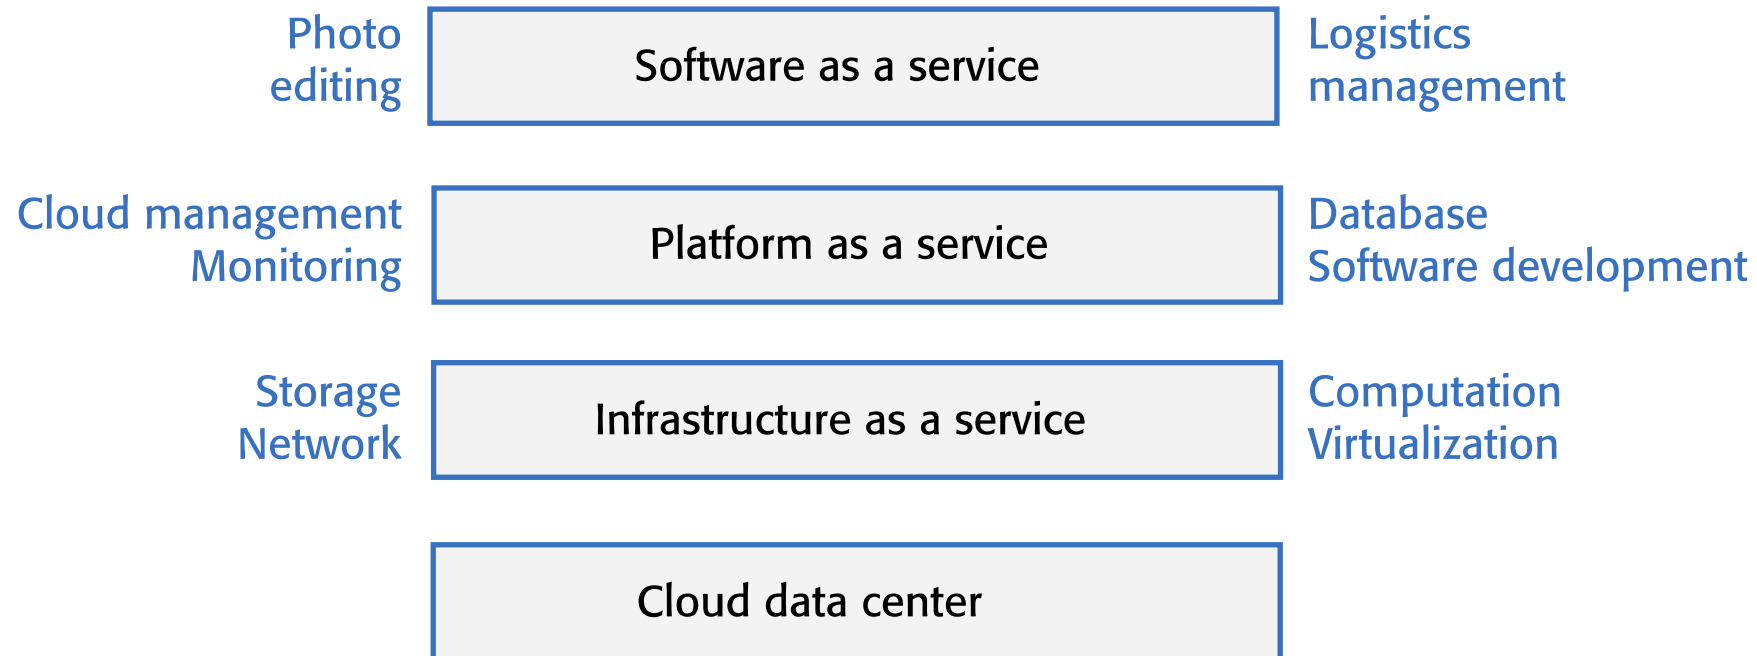 Photo
editing
Software as a service
Logistics
management
Cloud management
Monitoring
Platform as a service
Database
Software development
Storage
Network
Infrastructure as a service
Computation
Virtualization
Cloud data center